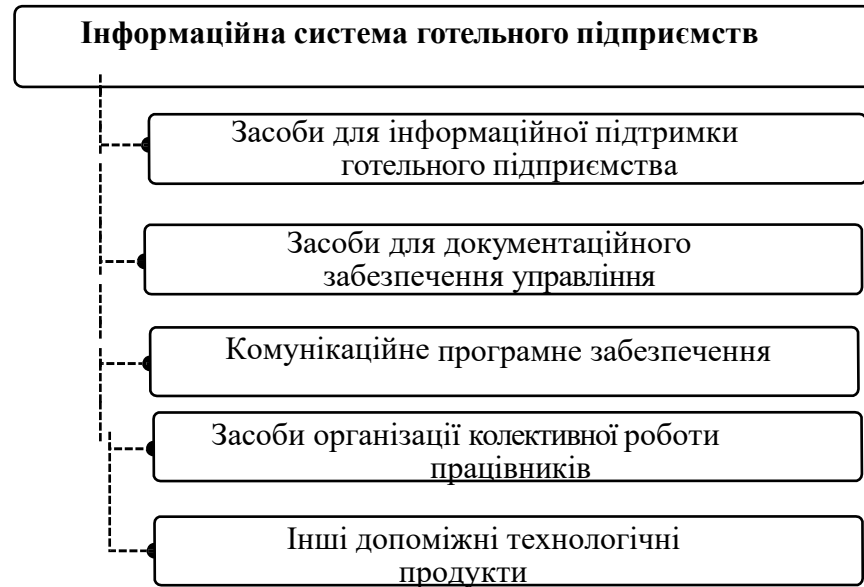 Інформаційна система готельного підприємств
Засоби для інформаційної підтримки
готельного підприємства
Засоби для документаційного
забезпечення управління
Комунікаційне програмне забезпечення
Засоби організації колективної роботи
працівників
Інші допоміжні технологічні
продукти